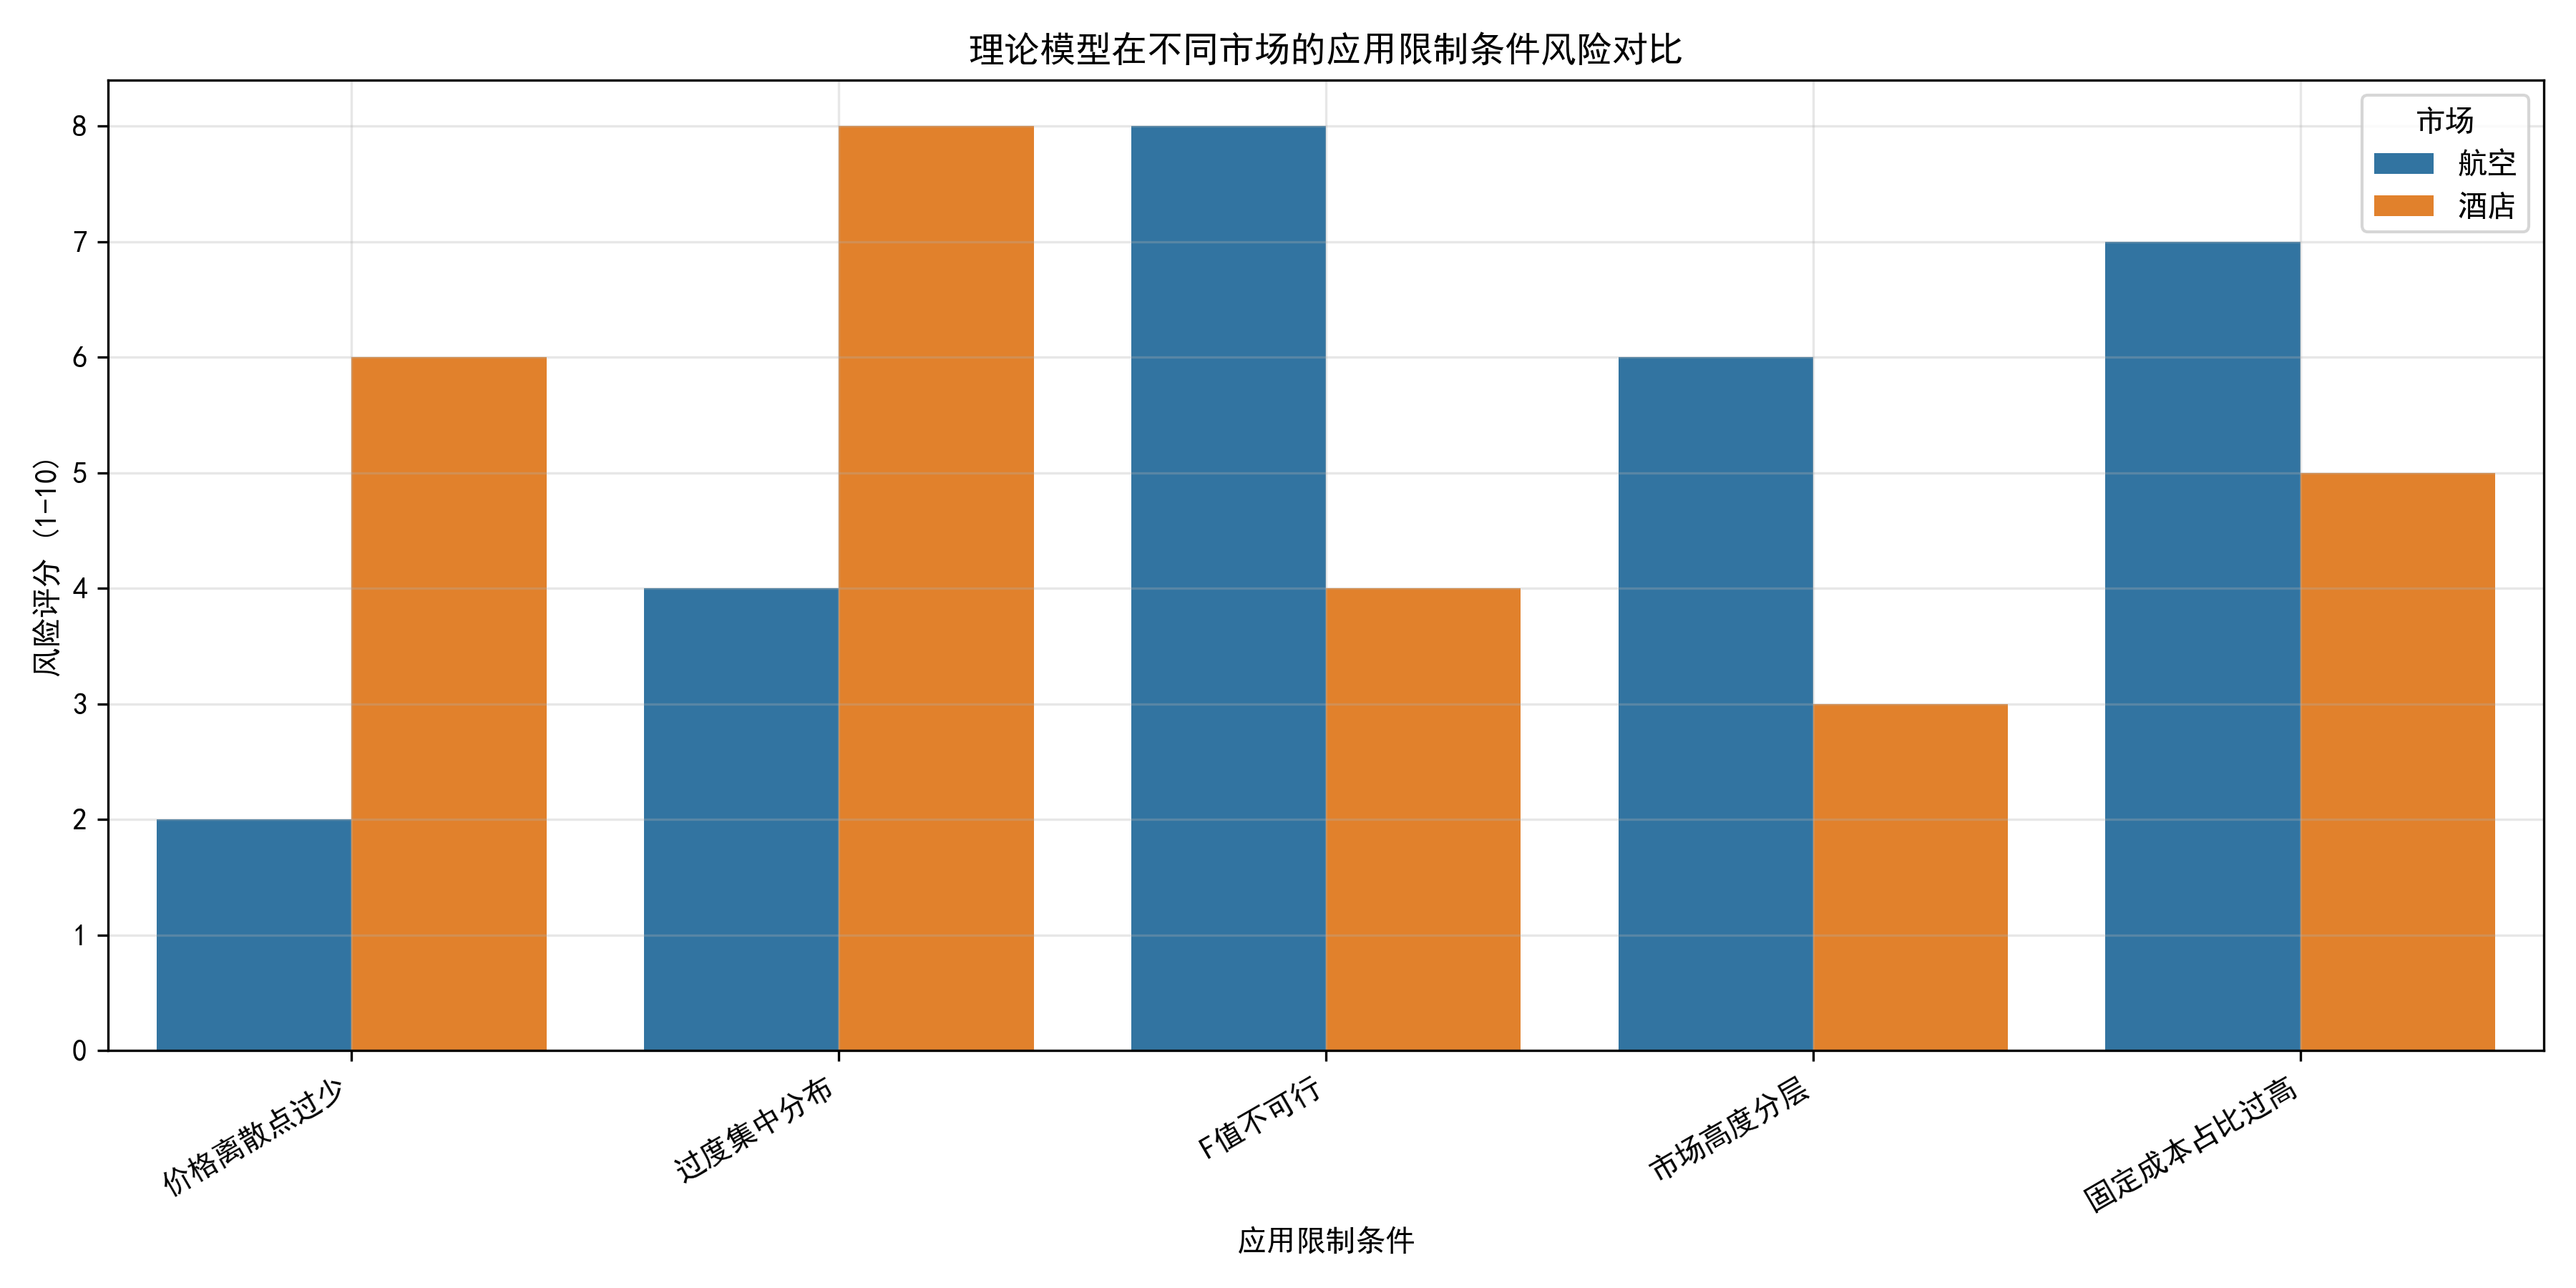 理论模型在不同市场的应用限制条件风险对比
市场
航空
酒店
风险评分 (1-10)
8
7
6
5
4
3
2
1
0
价格离散点过少
过度集中分布
F值不可行
市场高度分层
固定成本占比过高
应用限制条件